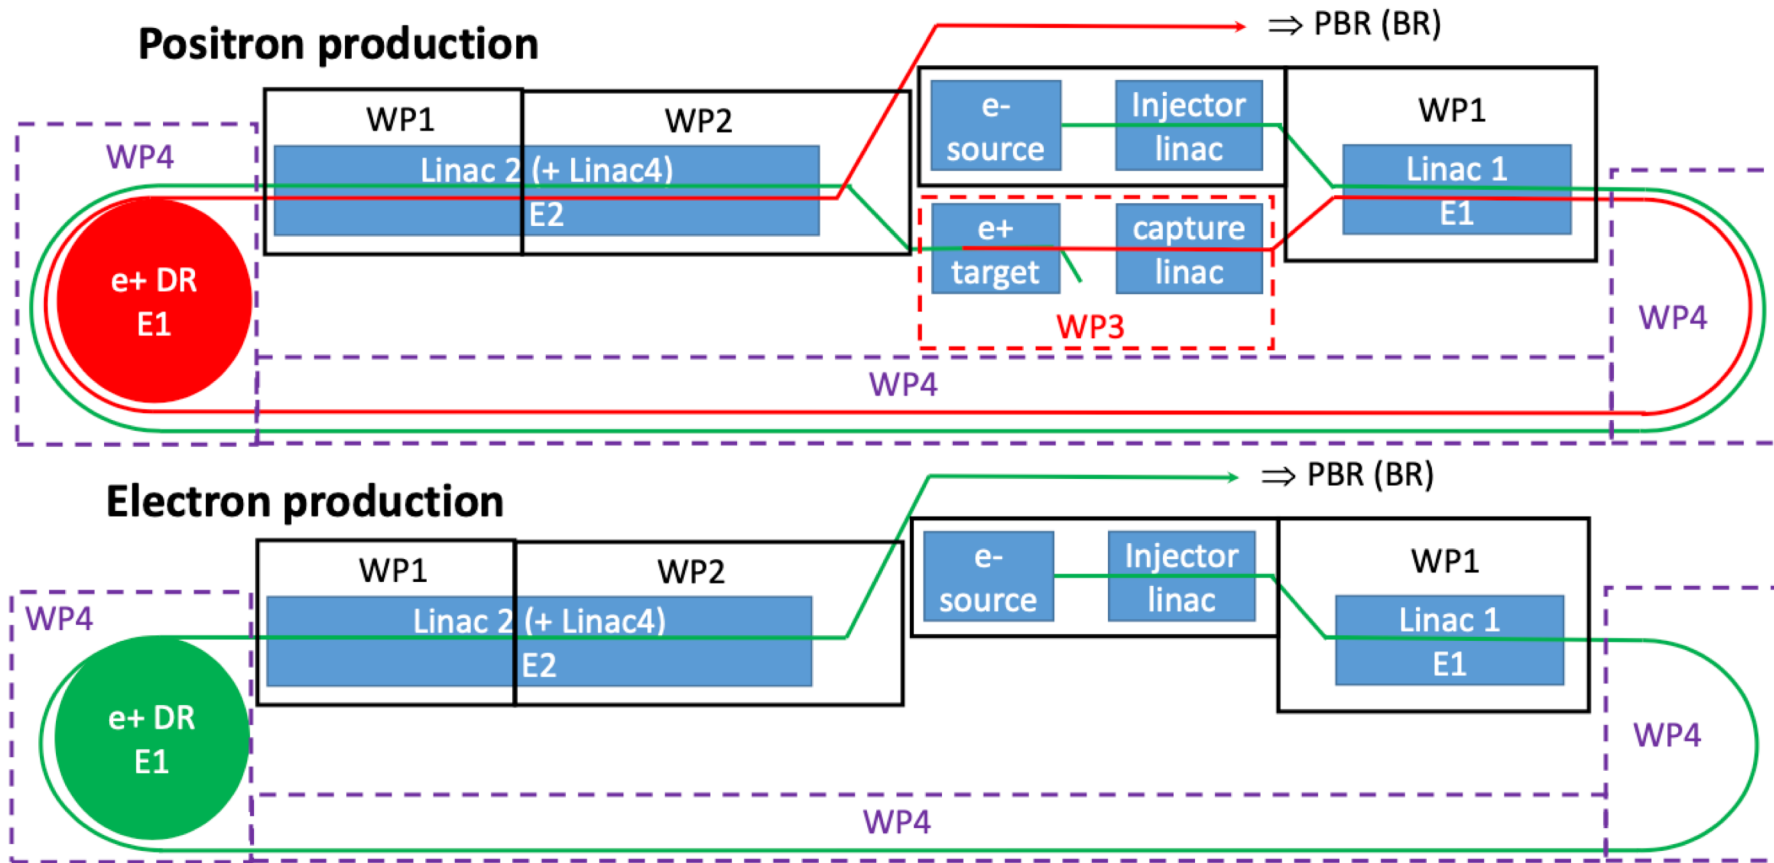 Positron production
⇒ PBR (BR)
WP4
WP1
WP2
Linac 2 (+ Linac4)
E2
e-
source
Injector
linac
WP1
Linac 1
E1
e+ DR
E1
e+
target
capture
linac
WP3
WP4
WP4
Electron production
⇒ PBR (BR)
WP4
WP1
WP2
Linac 2 (+ Linac4)
E2
e-
source
Injector
linac
WP1
Linac 1
E1
e+ DR
E1
WP4
WP4